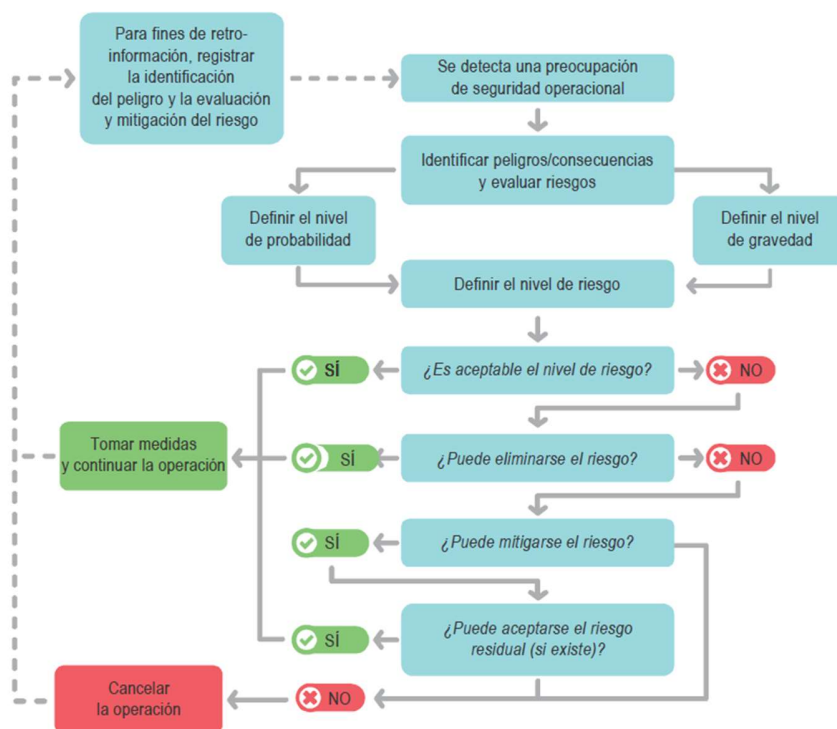 Para fines de retro-
información, registrar
la identificación
del peligro y la evaluación
y mitigación del riesgo
Se detecta una preocupación
de seguridad operacional
Identificar peligros/consecuencias
y evaluar riesgos
Definir el nivel
de probabilidad
Definir el nivel
de gravedad
Definir el nivel de riesgo
SÍ
¿Es aceptable el nivel de riesgo?
NO
Tomar medidas
y continuar la operación
SÍ
¿Puede eliminarse el riesgo?
NO
SÍ
¿Puede mitigarse el riesgo?
SÍ
¿Puede aceptarse el riesgo
residual (si existe)?
Cancelar
la operación
NO